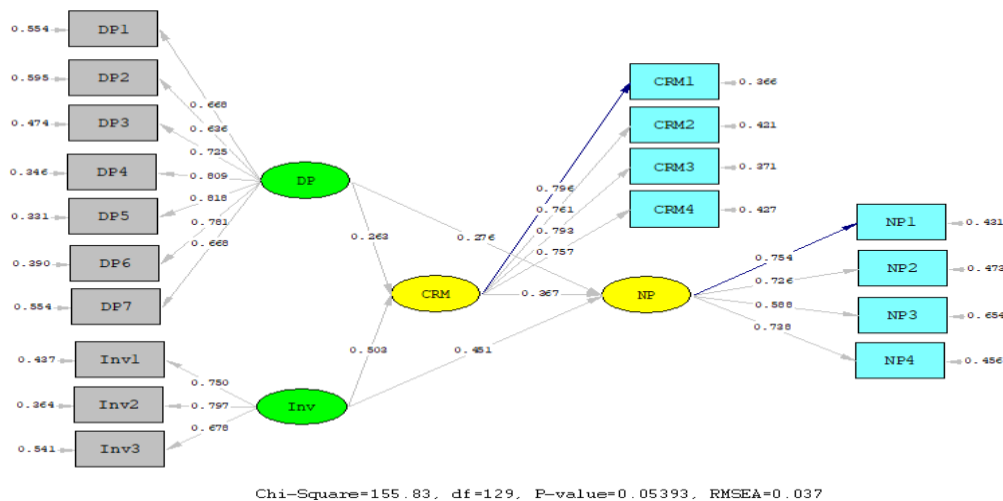 0.554 DP1
0.595 DP2
0.474 DP3
0.346 DP4
0.331 DP5
0.390 DP6
0.554 DP7
0.437 Inv1
0.364 Inv2
0.541 Inv3
0.668
0.636
0.725
0.809
0.818
0.781
0.668
0.750
0.797
0.678
DP
Inv
0.263
0.276
0.503
0.451
CRM
0.367
NP
0.796
0.761
0.793
0.757
CRM1 0.366
CRM2 0.421
CRM3 0.371
CRM4 0.427
0.754
0.726
0.588
0.738
NP1 0.431
NP2 0.473
NP3 0.654
NP4 0.456
Chi-Square=155.83, df=129, P-value=0.05393, RMSEA=0.037